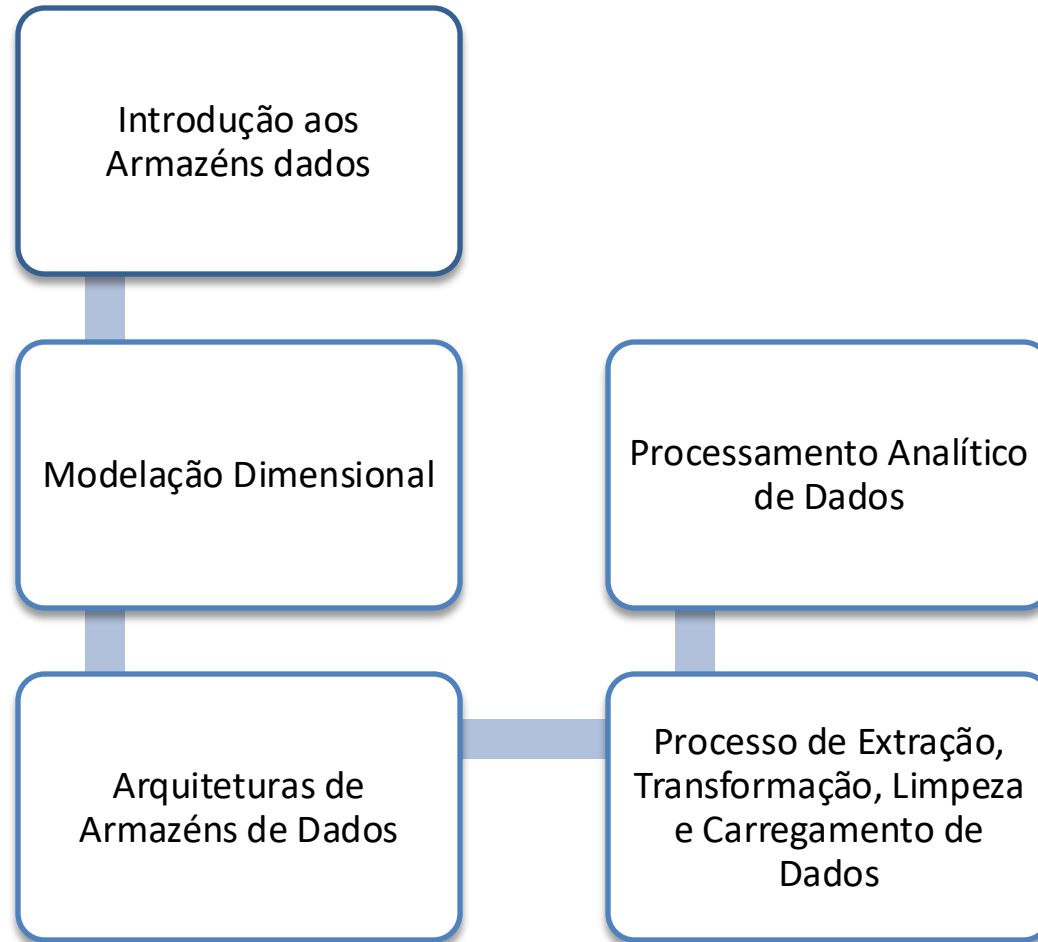 Introdução aos
Armazéns dados
Modelação Dimensional
Arquiteturas de
Armazéns de Dados
Processo de Extração,
Transformação, Limpeza
e Carregamento de
Dados
Processamento Analítico
de Dados